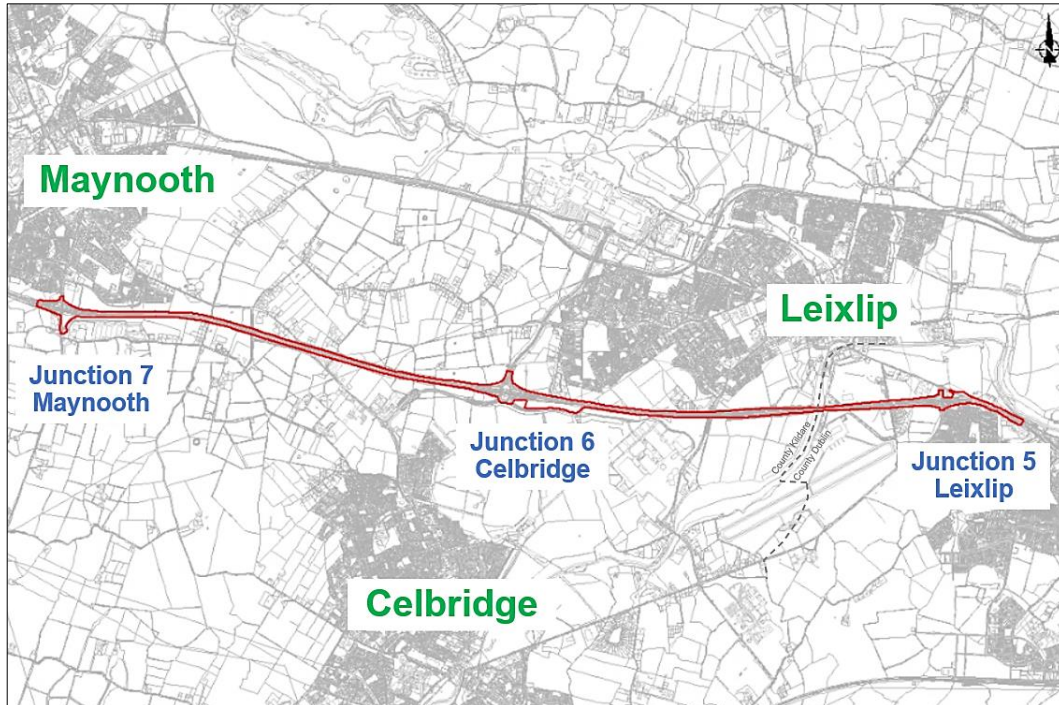 Maynooth
Leixlip
Junction 7
Maynooth
Junction 6
Celbridge
County Kildare
County Dublin
Junction 5
Leixlip
Celbridge